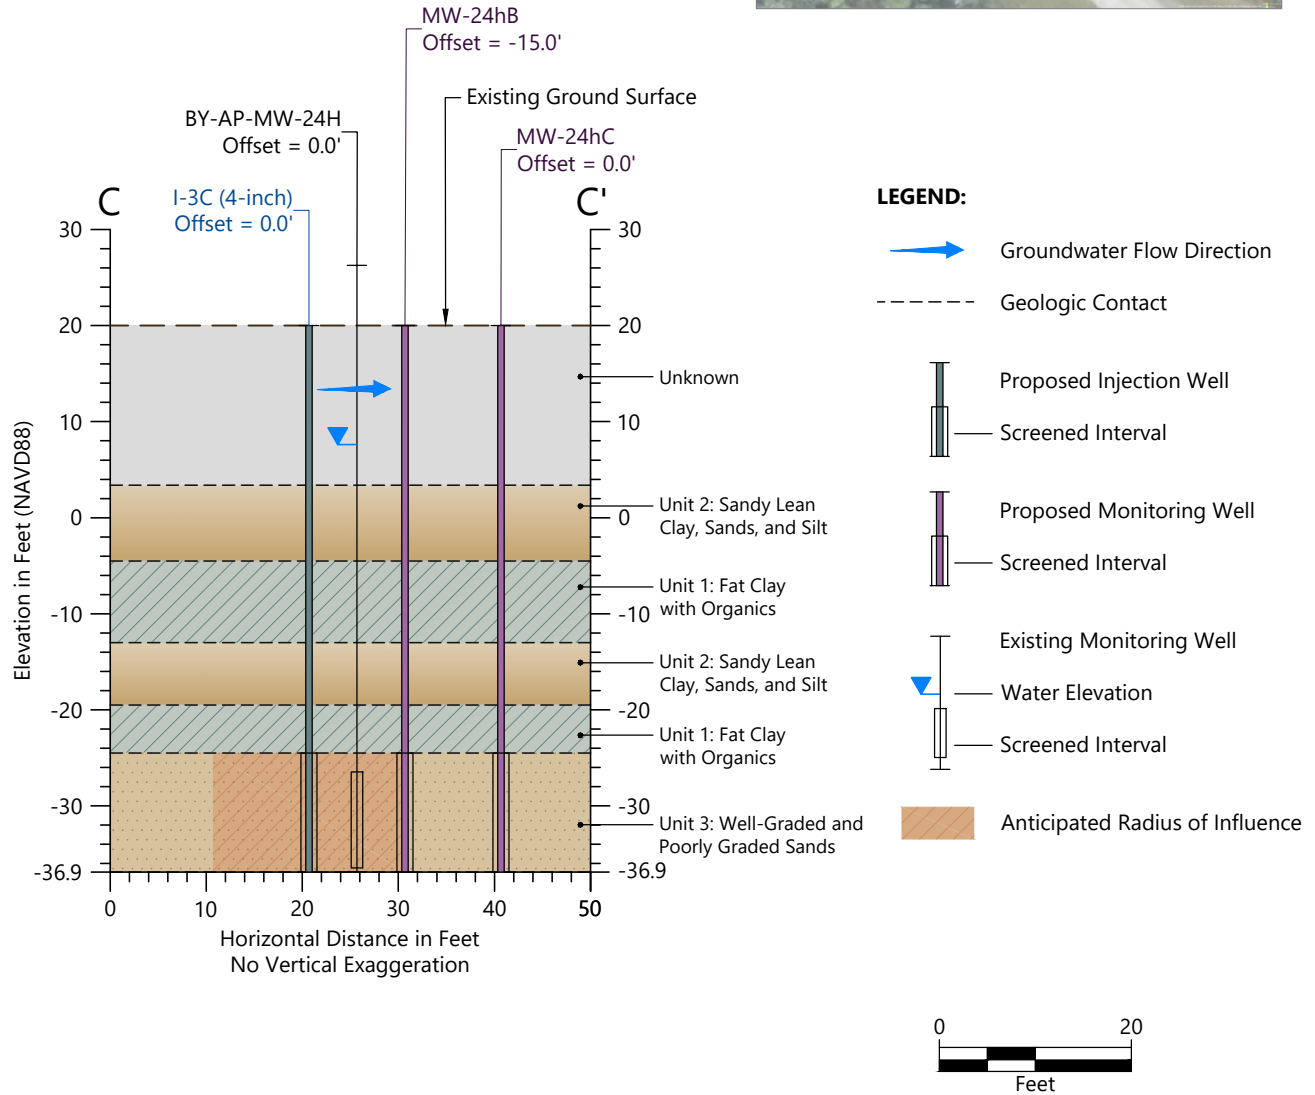 MW-24hB
Offset = -15.0'
Existing Ground Surface
BY-AP-MW-24H
Offset = 0.0'
MW-24hC
Offset = 0.0'
I-3C (4-inch)
Offset = 0.0'
C
C'
30
20
10
0
-10
-20
-30
-36.9
30
20
10
0
-10
-20
-30
-36.9
Elevation in Feet (NAVD88)
Unknown
Unit 2: Sandy Lean
Clay, Sands, and Silt
Unit 1: Fat Clay
with Organics
Unit 2: Sandy Lean
Clay, Sands, and Silt
Unit 1: Fat Clay
with Organics
Unit 3: Well-Graded and
Poorly Graded Sands
0 10 20 30 40 50
Horizontal Distance in Feet
No Vertical Exaggeration
LEGEND:
Groundwater Flow Direction
Geologic Contact
Proposed Injection Well
Screened Interval
Proposed Monitoring Well
Screened Interval
Existing Monitoring Well
Water Elevation
Screened Interval
Anticipated Radius of Influence
0 20
Feet